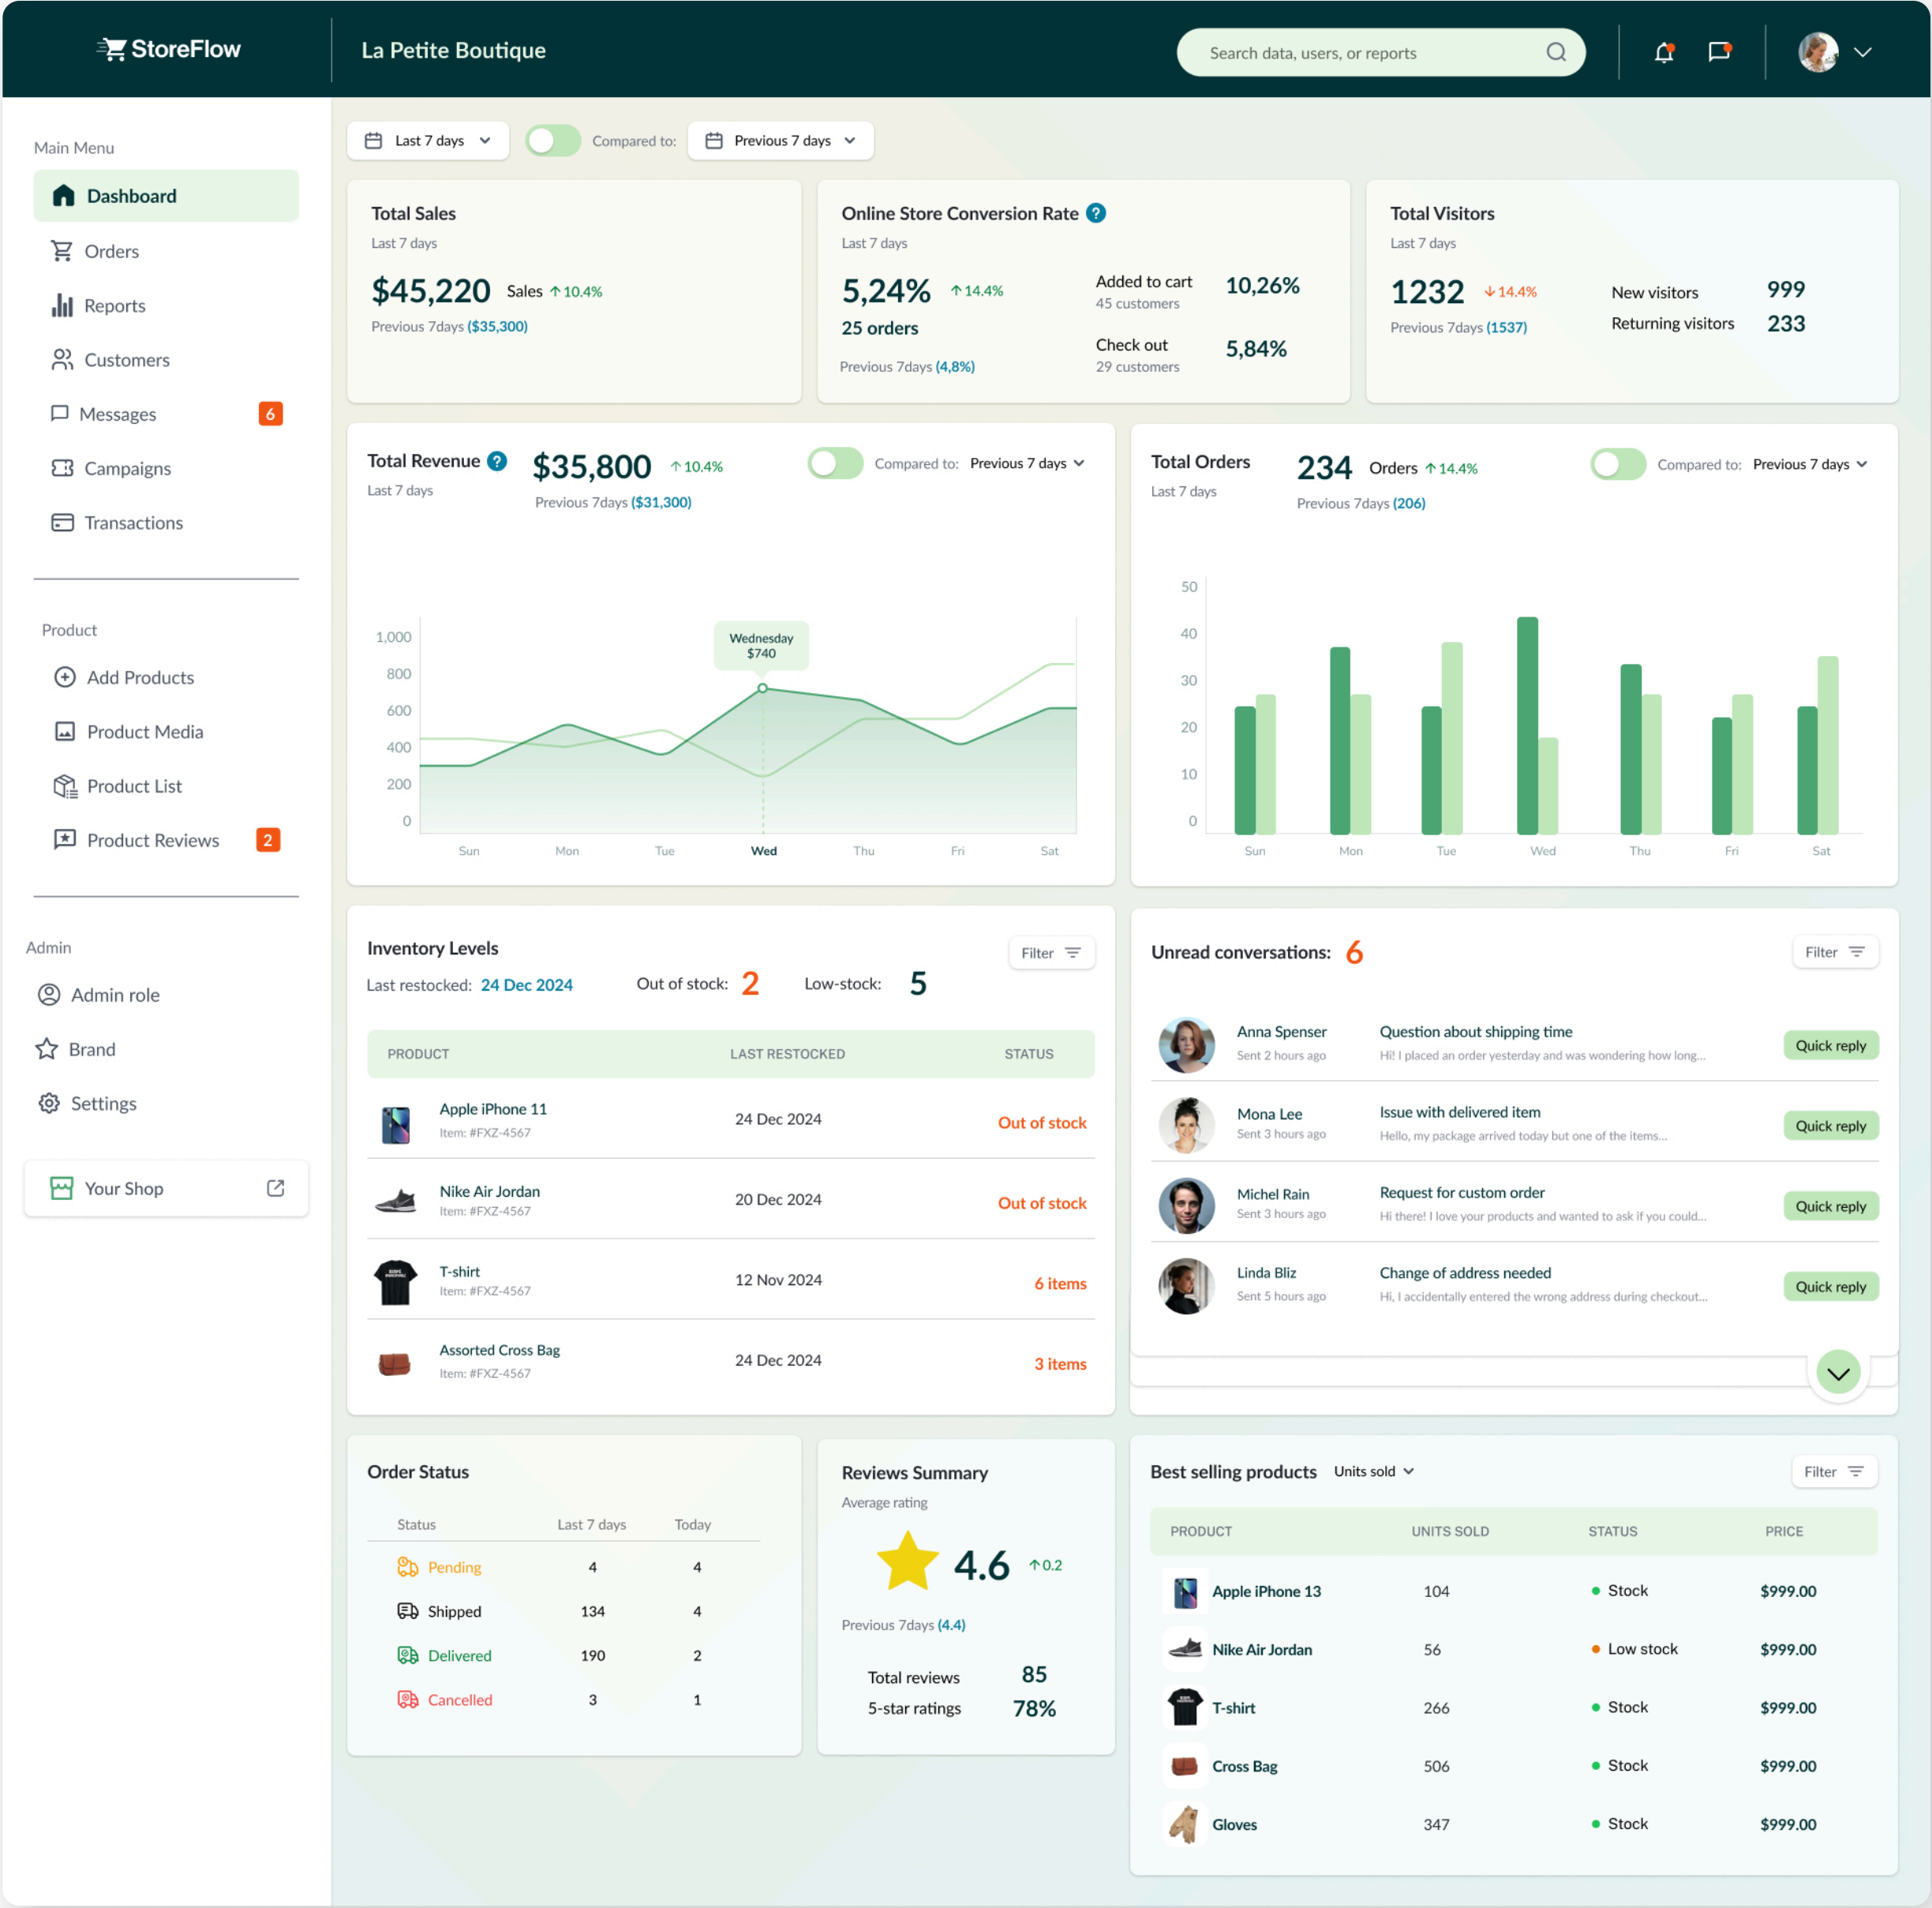 StoreFlow
La Petite Boutique
Search data, users, or reports
Main Menu
Dashboard
Orders
Reports
Customers
Messages 6
Campaigns
Transactions
Product
Add Products
Product Media
Product List
Product Reviews 2
Admin
Admin role
Brand
Settings
Your Shop
Last 7 days Compared to: Previous 7 days
Total Sales
Last 7 days
$45,220 Sales ↑ 10.4%
Previous 7days ($35,300)
Online Store Conversion Rate ?
Last 7 days
5,24% ↑ 14.4%
25 orders
Previous 7days (4,8%)
Added to cart 10,26%
45 customers
Check out 5,84%
29 customers
Total Visitors
Last 7 days
1232 ↓ 14.4%
Previous 7days (1537)
New visitors 999
Returning visitors 233
Total Revenue ? $35,800 ↑ 10.4% Compared to: Previous 7 days
Last 7 days
Previous 7days ($31,300)
1,000
800
600
400
200
0
Wednesday
$740
Sun Mon Tue Wed Thu Fri Sat
Total Orders 234 Orders ↑ 14.4% Compared to: Previous 7 days
Last 7 days
Previous 7days (206)
50
40
30
20
10
0
Sun Mon Tue Wed Thu Fri Sat
Inventory Levels Filter
Last restocked: 24 Dec 2024 Out of stock: 2 Low-stock: 5
PRODUCT LAST RESTOCKED STATUS
Apple iPhone 11 24 Dec 2024 Out of stock
Item: #FXZ-4567
Nike Air Jordan 20 Dec 2024 Out of stock
Item: #FXZ-4567
T-shirt 12 Nov 2024 6 items
Item: #FXZ-4567
Assorted Cross Bag 24 Dec 2024 3 items
Item: #FXZ-4567
Unread conversations: 6 Filter
Anna Spenser Question about shipping time Quick reply
Sent 2 hours ago Hi! I placed an order yesterday and was wondering how long...
Mona Lee Issue with delivered item Quick reply
Sent 3 hours ago Hello, my package arrived today but one of the items...
Michel Rain Request for custom order Quick reply
Sent 3 hours ago Hi there! I love your products and wanted to ask if you could...
Linda Bliz Change of address needed Quick reply
Sent 5 hours ago Hi, I accidentally entered the wrong address during checkout...
Order Status
Status Last 7 days Today
Pending 4 4
Shipped 134 4
Delivered 190 2
Cancelled 3 1
Reviews Summary
Average rating
4.6 ↑ 0.2
Previous 7days (4.4)
Total reviews 85
5-star ratings 78%
Best selling products Units sold Filter
PRODUCT UNITS SOLD STATUS PRICE
Apple iPhone 13 104 Stock $999.00
Nike Air Jordan 56 Low stock $999.00
T-shirt 266 Stock $999.00
Cross Bag 506 Stock $999.00
Gloves 347 Stock $999.00